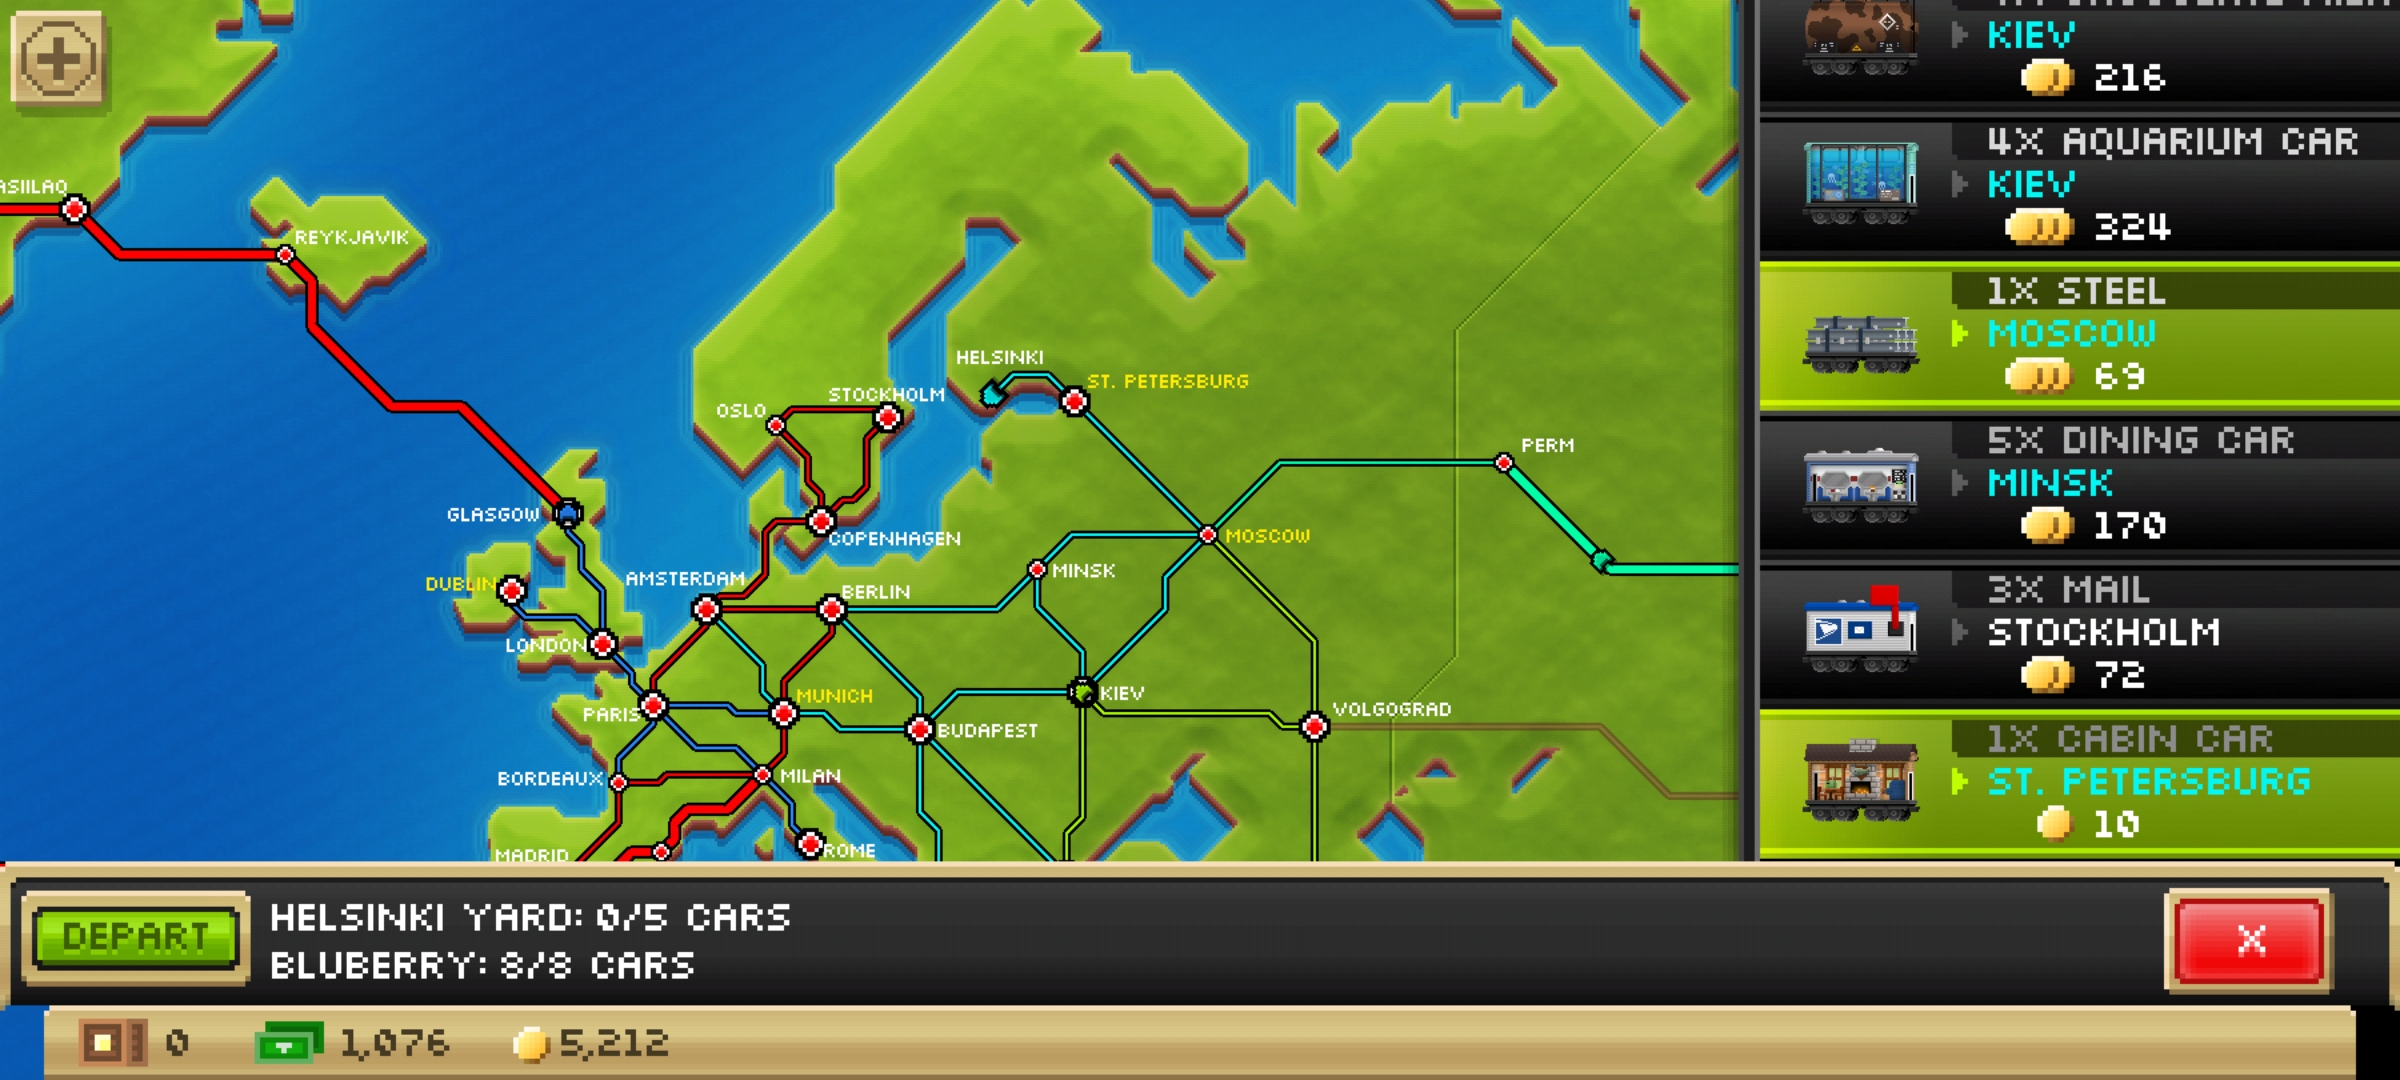 KIEV
216
4X AQUARIUM CAR
KIEV
324
1X STEEL
MOSCOW
69
5X DINING CAR
MINSK
170
3X MAIL
STOCKHOLM
72
1X CABIN CAR
ST. PETERSBURG
10
REYKJAVIK
HELSINKI
ST. PETERSBURG
STOCKHOLM
OSLO
PERM
GLASGOW
COPENHAGEN
MOSCOW
MINSK
AMSTERDAM
DUBLIN
BERLIN
LONDON
MUNICH
KIEV
PARIS
VOLGOGRAD
BUDAPEST
BORDEAUX
MILAN
MADRID
ROME
DEPART
HELSINKI YARD: 0/5 CARS
BLUBERRY: 8/8 CARS
X
0
1,076
5,212